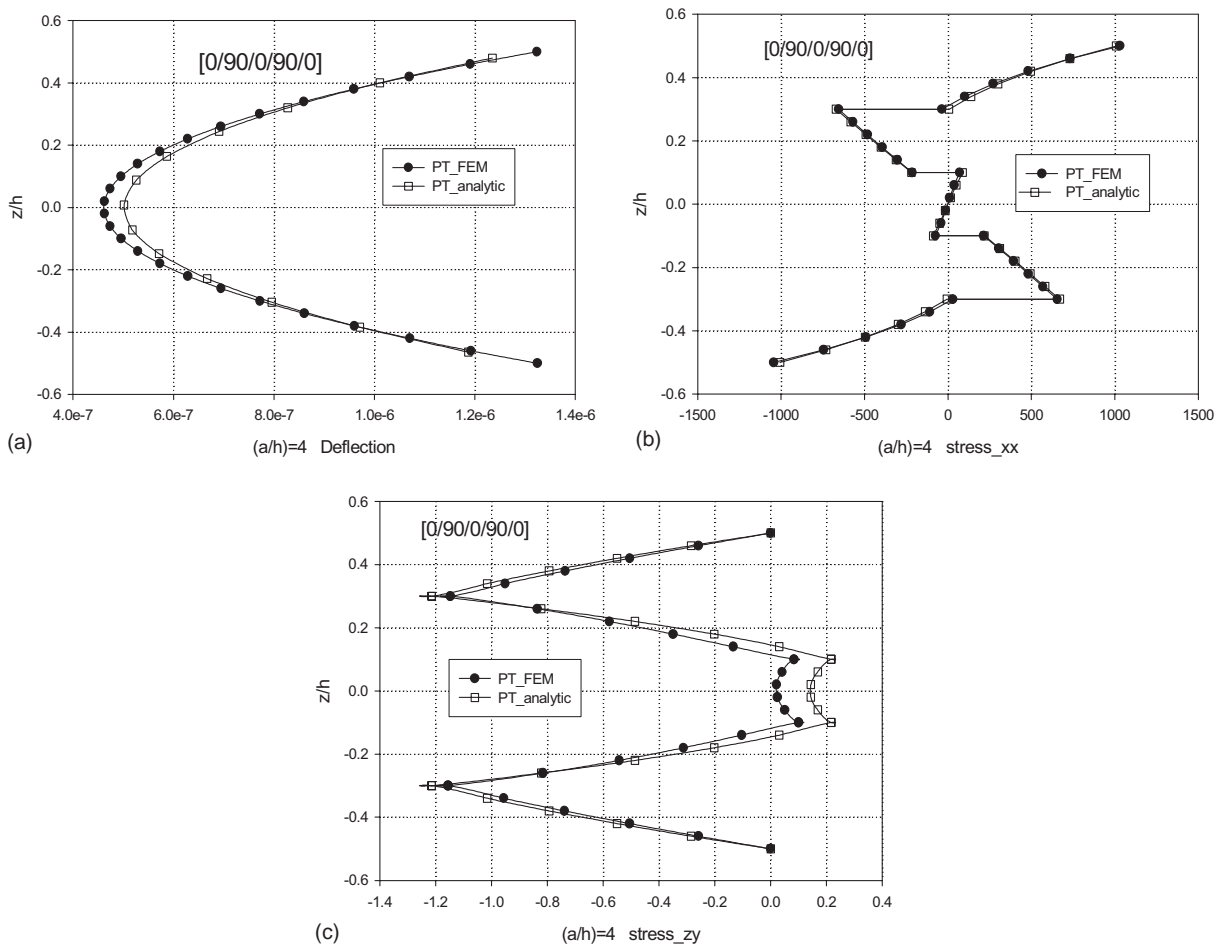 0.6
[0/90/0/90/0]
0.4
0.2
PT_FEM
PT_analytic
z/h
0.0
-0.2
-0.4
-0.6
4.0e-7 6.0e-7 8.0e-7 1.0e-6 1.2e-6 1.4e-6
(a) (a/h)=4 Deflection
0.6
[0/90/0/90/0]
0.4
0.2
PT_FEM
PT_analytic
z/h
0.0
-0.2
-0.4
-0.6
-1500 -1000 -500 0 500 1000 1500
(b) (a/h)=4 stress_xx
0.6
[0/90/0/90/0]
0.4
0.2
PT_FEM
PT_analytic
z/h
0.0
-0.2
-0.4
-0.6
-1.4 -1.2 -1.0 -0.8 -0.6 -0.4 -0.2 0.0 0.2 0.4
(c) (a/h)=4 stress_zy